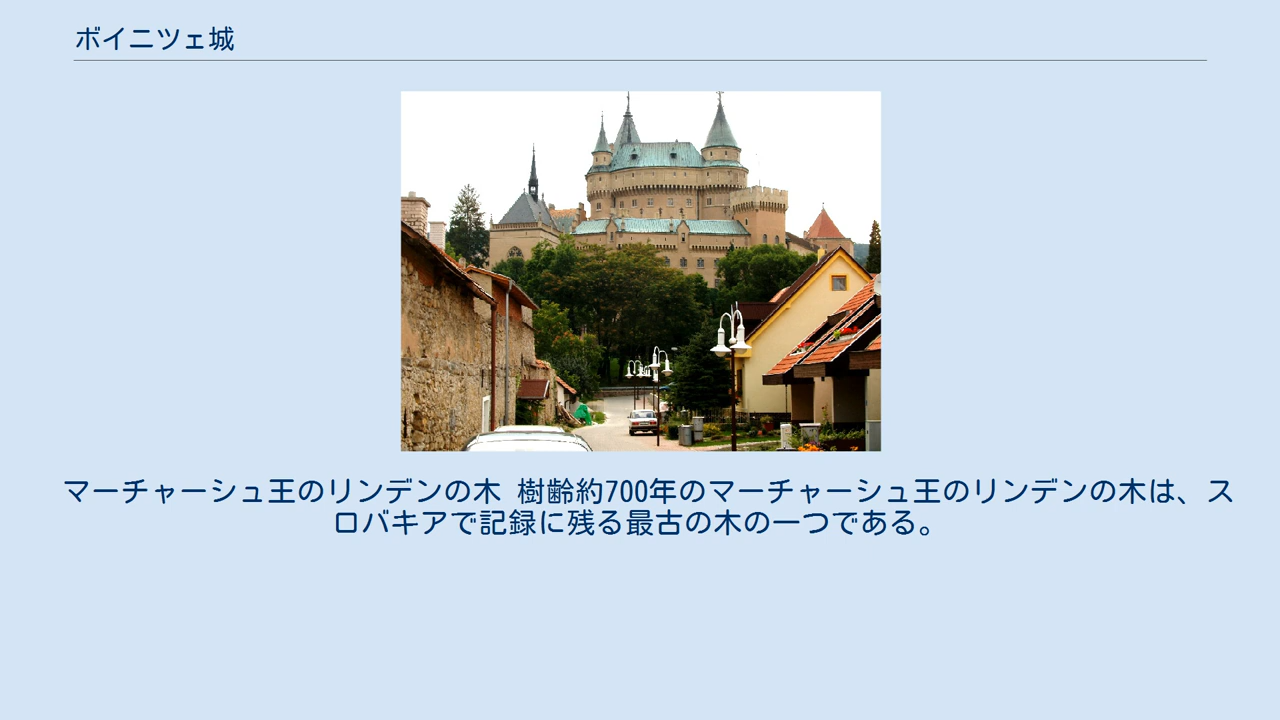 ボイニツェ城
マーチャーシュ王のリンデンの木 樹齢約700年のマーチャーシュ王のリンデンの木は、ス
ロバキアで記録に残る最古の木の一つである。